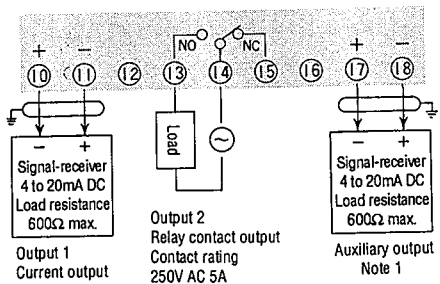 NO NC
+ − + −
10 11 12 13 14 15 16 17 18
− +
Signal-receiver
4 to 20mA DC
Load resistance
600Ω max.
Output 1
Current output
Load
~
Output 2
Relay contact output
Contact rating
250V AC 5A
− +
Signal-receiver
4 to 20mA DC
Load resistance
600Ω max.
Auxiliary output
Note 1